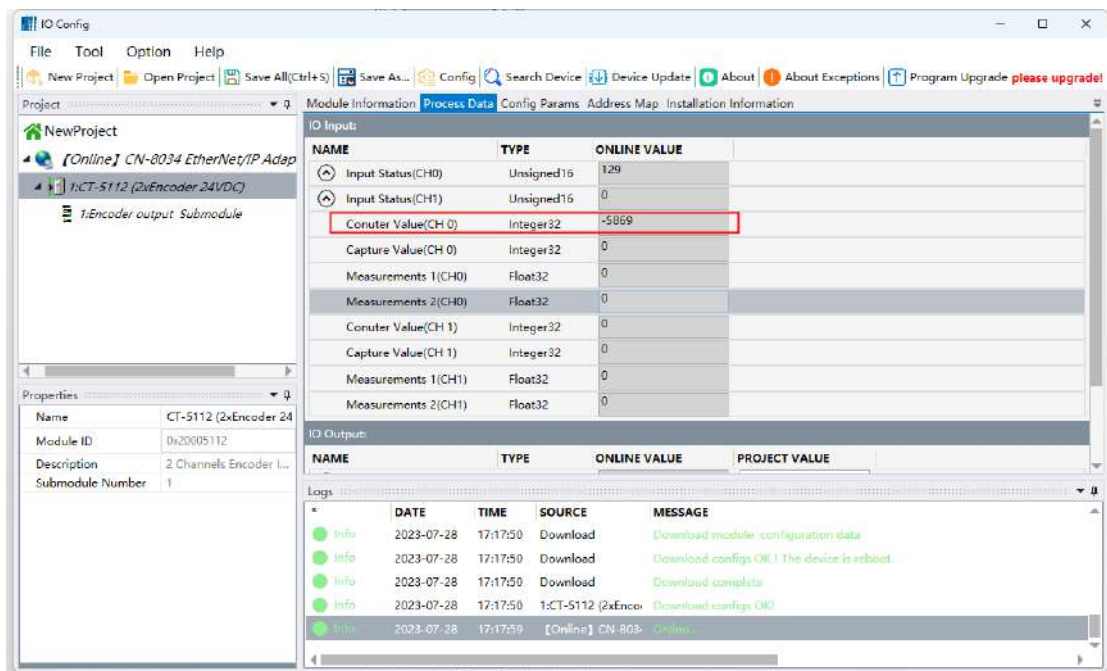 IO Config
File Tool Option Help
New Project Open Project Save All(Ctrl+S) Save As... Config Search Device Device Update About About Exceptions Program Upgrade please upgrade!
Project
NewProject
【Online】CN-8034 EtherNet/IP Adap
1:CT-5112 (2xEncoder 24VDC)
1:Encoder output Submodule
Module Information Process Data Config Params Address Map Installation Information
IO Input:
NAME TYPE ONLINE VALUE
Input Status(CH0) Unsigned16 129
Input Status(CH1) Unsigned16 0
Conuter Value(CH 0) Integer32 -5869
Capture Value(CH 0) Integer32 0
Measurements 1(CH0) Float32 0
Measurements 2(CH0) Float32 0
Conuter Value(CH 1) Integer32 0
Capture Value(CH 1) Integer32 0
Measurements 1(CH1) Float32 0
Measurements 2(CH1) Float32 0
IO Output:
NAME TYPE ONLINE VALUE PROJECT VALUE
Properties
Name CT-5112 (2xEncoder 24
Module ID 0x20005112
Description 2 Channels Encoder I...
Submodule Number 1
Logs
* DATE TIME SOURCE MESSAGE
Info 2023-07-28 17:17:50 Download Download module configuration data
Info 2023-07-28 17:17:50 Download Download configs OK ! The device is reboot.
Info 2023-07-28 17:17:50 Download Download complete
Info 2023-07-28 17:17:50 1:CT-5112 (2xEnco Download configs OK!
Info 2023-07-28 17:17:59 【Online】CN-803 Online...